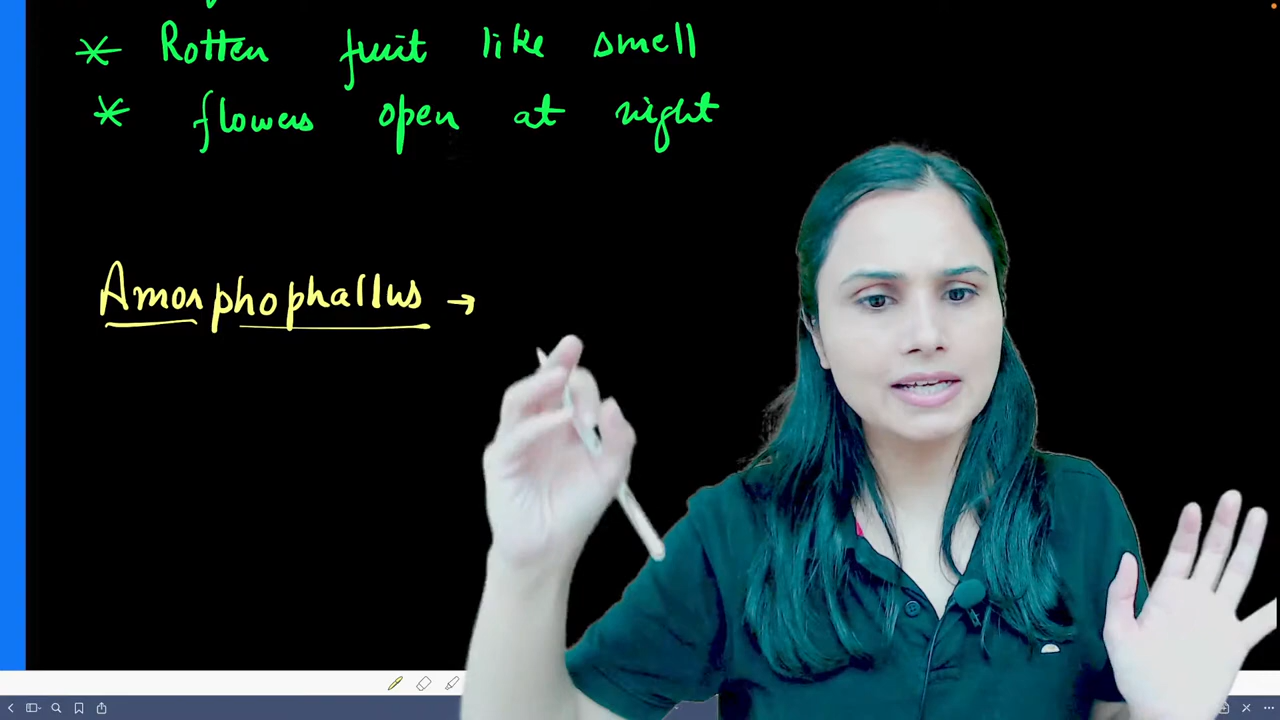 * Rotten fruit like smell
* flowers open at night
Amorphophallus →